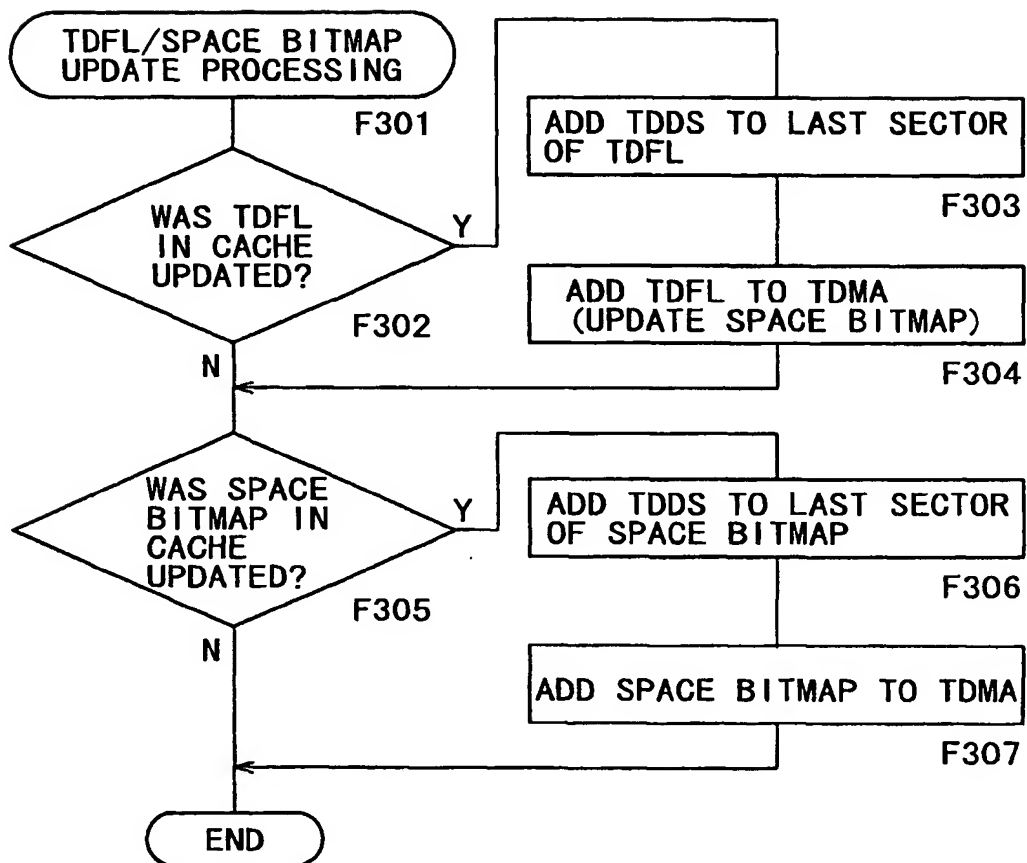 TDFL/SPACE BITMAP
UPDATE PROCESSING
F301
WAS TDFL
IN CACHE
UPDATED?
Y
F302
N
ADD TDDS TO LAST SECTOR
OF TDFL
F303
ADD TDFL TO TDMA
(UPDATE SPACE BITMAP)
F304
WAS SPACE
BITMAP IN
CACHE
UPDATED?
Y
F305
N
ADD TDDS TO LAST SECTOR
OF SPACE BITMAP
F306
ADD SPACE BITMAP TO TDMA
F307
END